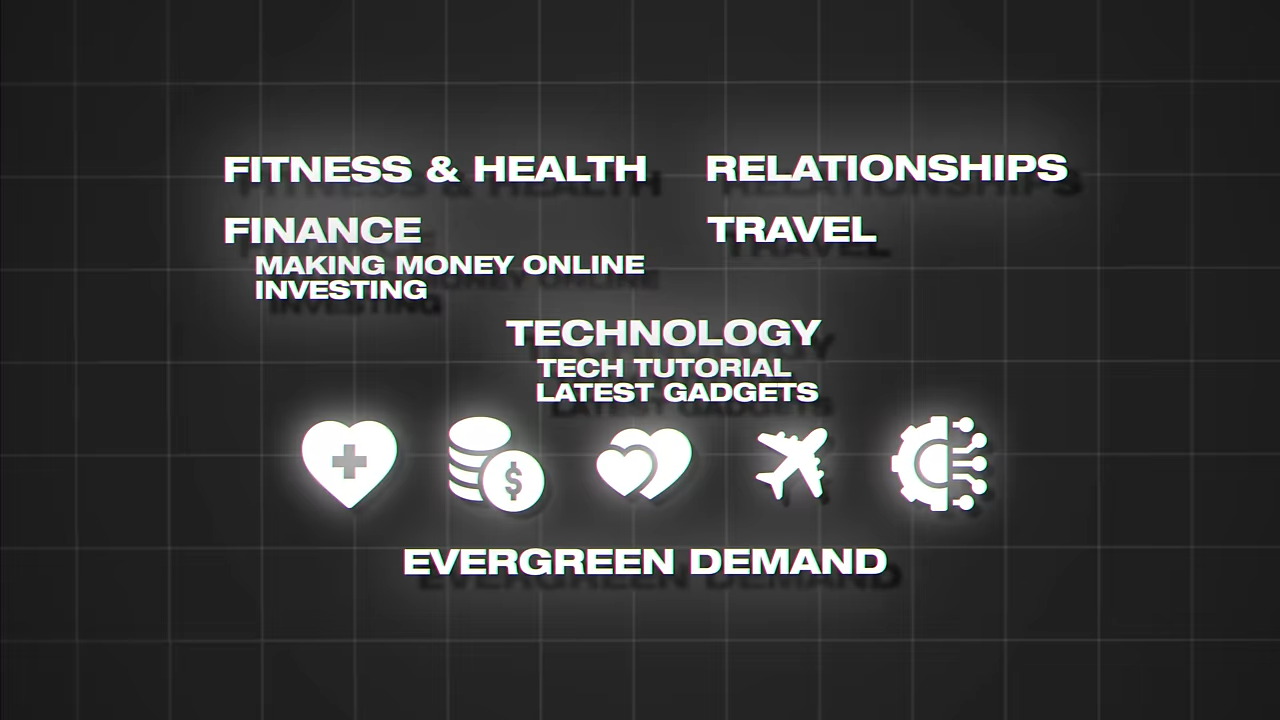 FITNESS & HEALTH
RELATIONSHIPS
FINANCE
MAKING MONEY ONLINE
INVESTING
TRAVEL
TECHNOLOGY
TECH TUTORIAL
LATEST GADGETS
$
EVERGREEN DEMAND